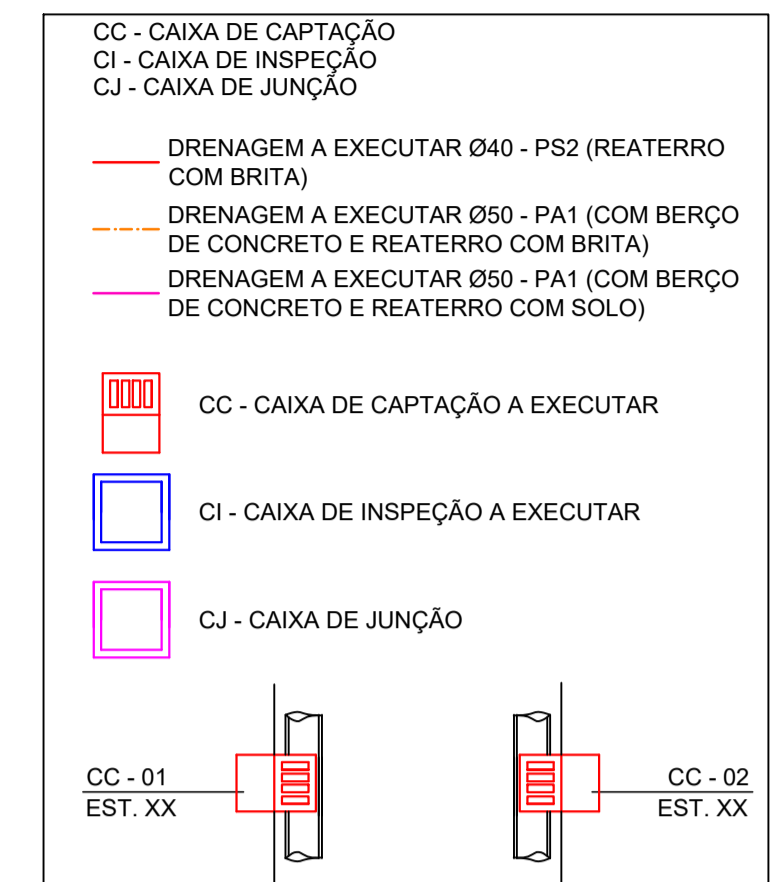 CC - CAIXA DE CAPTAÇÃO
CI - CAIXA DE INSPEÇÃO
CJ - CAIXA DE JUNÇÃO
DRENAGEM A EXECUTAR Ø40 - PS2 (REATERRO
COM BRITA)
DRENAGEM A EXECUTAR Ø50 - PA1 (COM BERÇO
DE CONCRETO E REATERRO COM BRITA)
DRENAGEM A EXECUTAR Ø50 - PA1 (COM BERÇO
DE CONCRETO E REATERRO COM SOLO)
CC - CAIXA DE CAPTAÇÃO A EXECUTAR
CI - CAIXA DE INSPEÇÃO A EXECUTAR
CJ - CAIXA DE JUNÇÃO
CC - 01
EST. XX
CC - 02
EST. XX